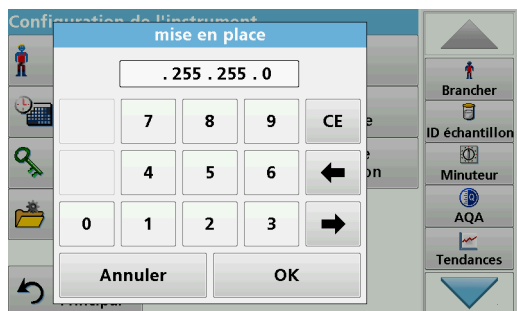 Configuration de l'instrument
mise en place
. 255 . 255 . 0
7 8 9 CE
4 5 6
0 1 2 3
Annuler OK
Principal
Brancher
ID échantillon
Minuteur
AQA
Tendances